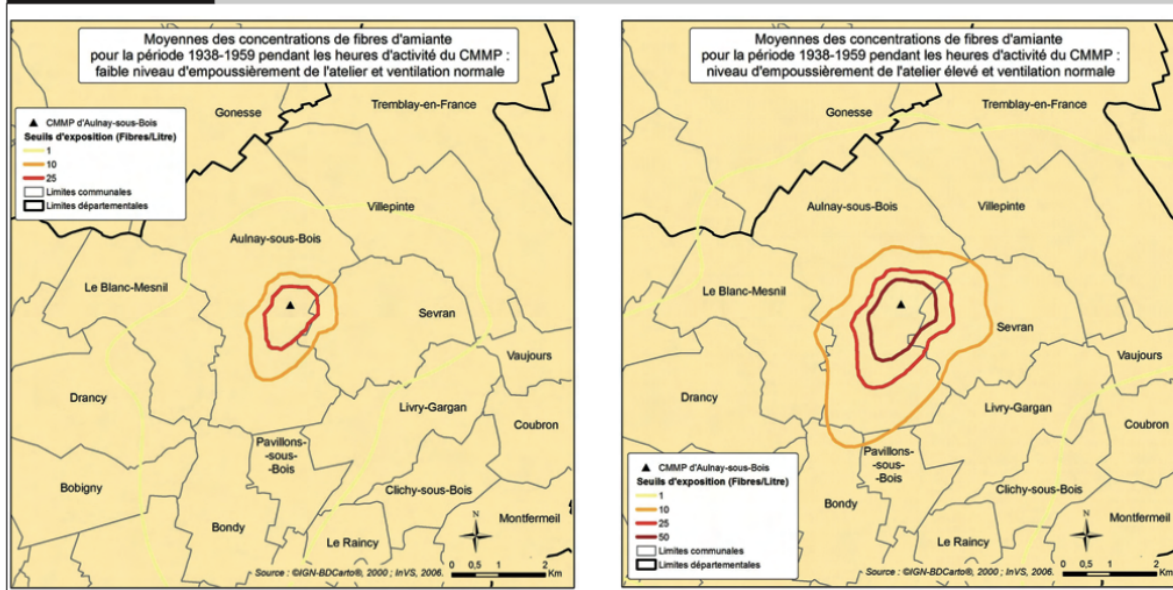 Moyennes des concentrations de fibres d'amiante
pour la période 1938-1959 pendant les heures d'activité du CMMP :
faible niveau d'empoussièrement de l'atelier et ventilation normale
Gonesse
Tremblay-en-France
CMMP d'Aulnay-sous-Bois
Seuils d'exposition (Fibres/Litre)
1
10
25
Limites communales
Limites départementales
Villepinte
Aulnay-sous-Bois
Le Blanc-Mesnil
Sevran
Vaujours
Drancy
Livry-Gargan
Coubron
Pavillons-
-sous-
-Bois
Bobigny
Clichy-sous-Bois
Bondy
Montfermeil
Le Raincy
N
Source : ©IGN-BDCarto®, 2000 ; InVS, 2006.
0 0,5 1 2
Km
Moyennes des concentrations de fibres d'amiante
pour la période 1938-1959 pendant les heures d'activité du CMMP :
niveau d'empoussièrement de l'atelier élevé et ventilation normale
Gonesse
Tremblay-en-France
Aulnay-sous-Bois
Villepinte
Le Blanc-Mesnil
Sevran
Vaujours
Drancy
Livry-Gargan
Coubron
Pavillons-
-sous-
-Bois
CMMP d'Aulnay-sous-Bois
Seuils d'exposition (Fibres/Litre)
1
10
25
50
Limites communales
Limites départementales
Clichy-sous-Bois
Bondy
Montfermeil
Le Raincy
N
Source : ©IGN-BDCarto®, 2000 ; InVS, 2006.
0 0,5 1 2
Km